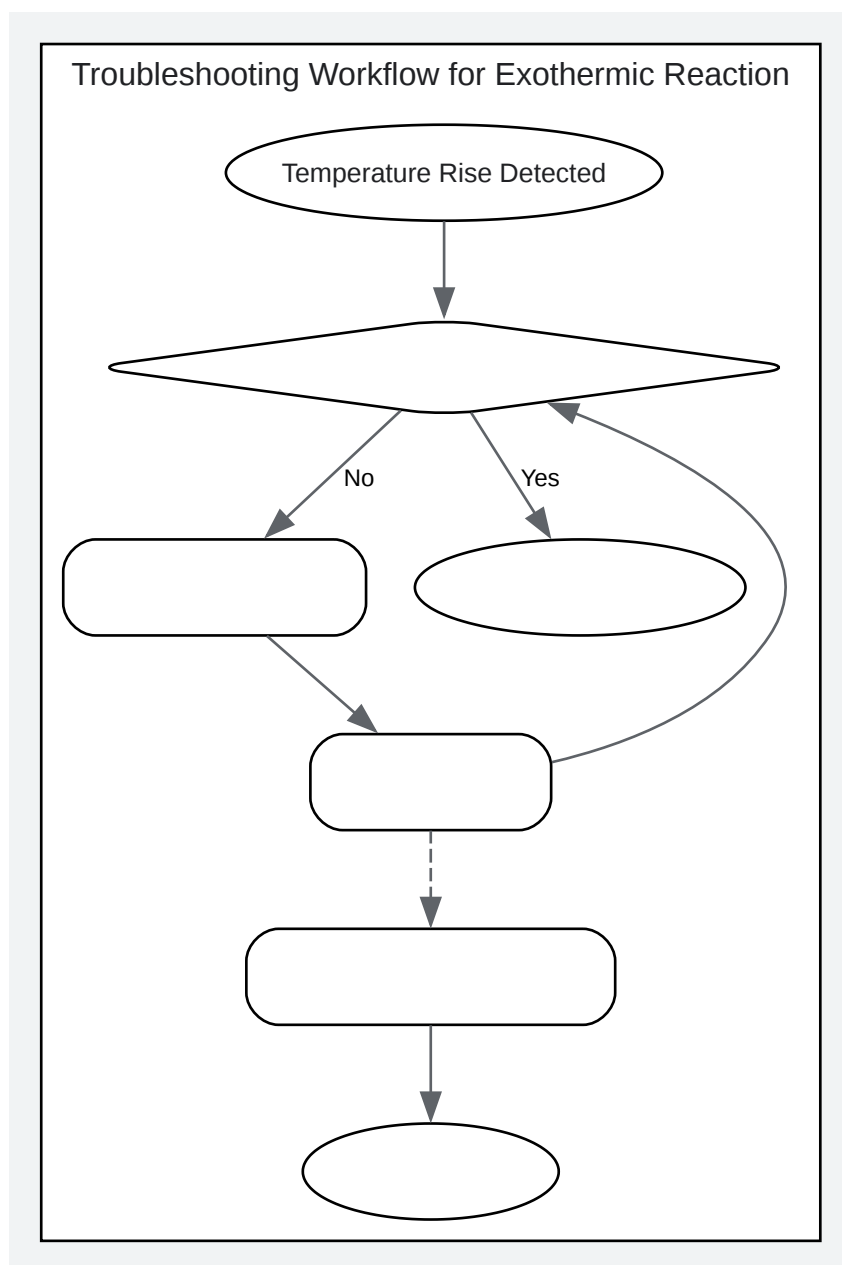 Troubleshooting Workflow for Exothermic Reaction
Temperature Rise Detected
No
Yes